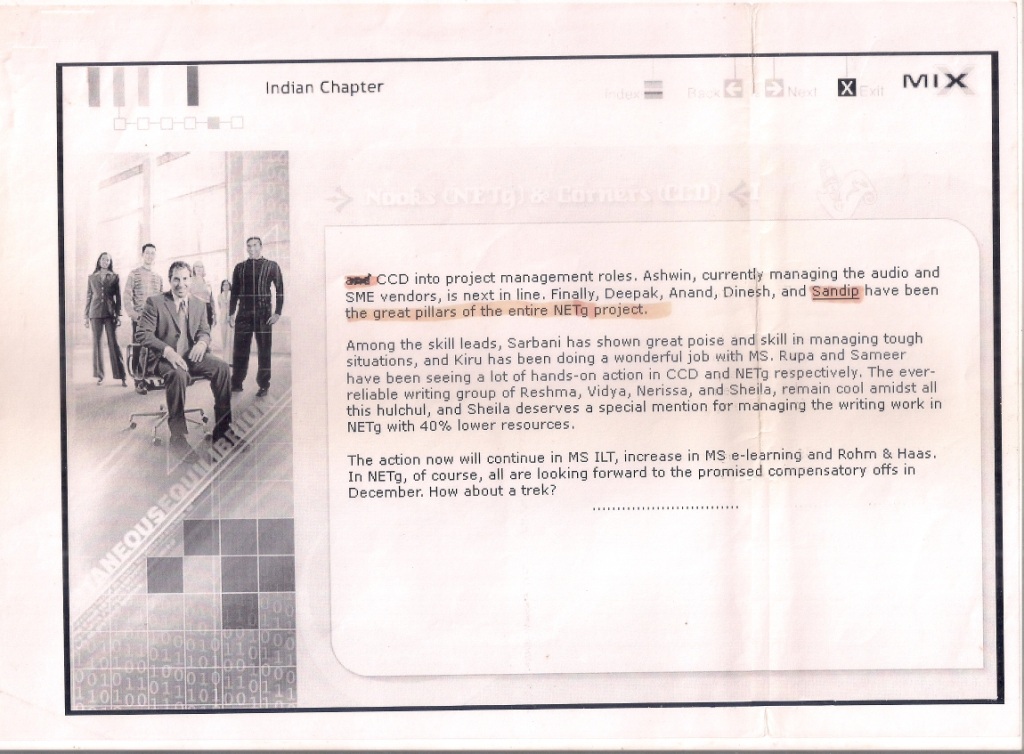 Indian Chapter
Index Back Next X Exit MIX
Nooks (NETg) & Corners (CCD)
and CCD into project management roles. Ashwin, currently managing the audio and
SME vendors, is next in line. Finally, Deepak, Anand, Dinesh, and Sandip have been
the great pillars of the entire NETg project.
Among the skill leads, Sarbani has shown great poise and skill in managing tough
situations, and Kiru has been doing a wonderful job with MS. Rupa and Sameer
have been seeing a lot of hands-on action in CCD and NETg respectively. The ever-
reliable writing group of Reshma, Vidya, Nerissa, and Sheila, remain cool amidst all
this hulchul, and Sheila deserves a special mention for managing the writing work in
NETg with 40% lower resources.
The action now will continue in MS ILT, increase in MS e-learning and Rohm & Haas.
In NETg, of course, all are looking forward to the promised compensatory offs in
December. How about a trek?
ANEOUS EQUILIBRIUM